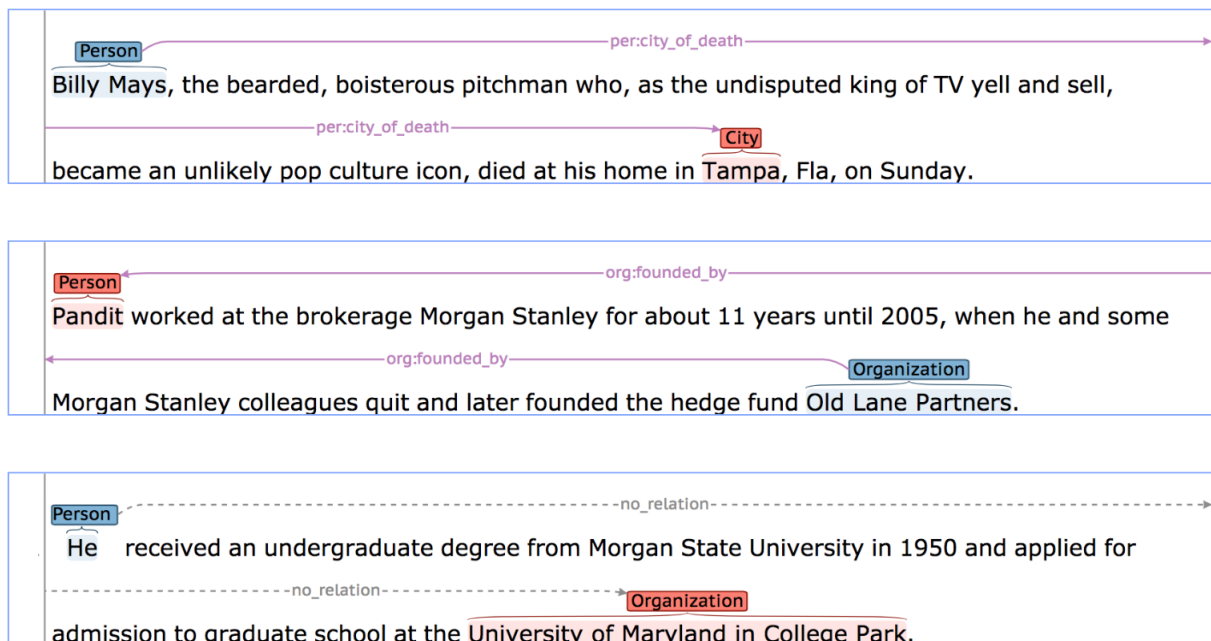 Person
per:city_of_death
Billy Mays, the bearded, boisterous pitchman who, as the undisputed king of TV yell and sell,
per:city_of_death
City
became an unlikely pop culture icon, died at his home in Tampa, Fla, on Sunday.
Person
org:founded_by
Pandit worked at the brokerage Morgan Stanley for about 11 years until 2005, when he and some
org:founded_by
Organization
Morgan Stanley colleagues quit and later founded the hedge fund Old Lane Partners.
Person
no_relation
He received an undergraduate degree from Morgan State University in 1950 and applied for
no_relation
Organization
admission to graduate school at the University of Maryland in College Park.